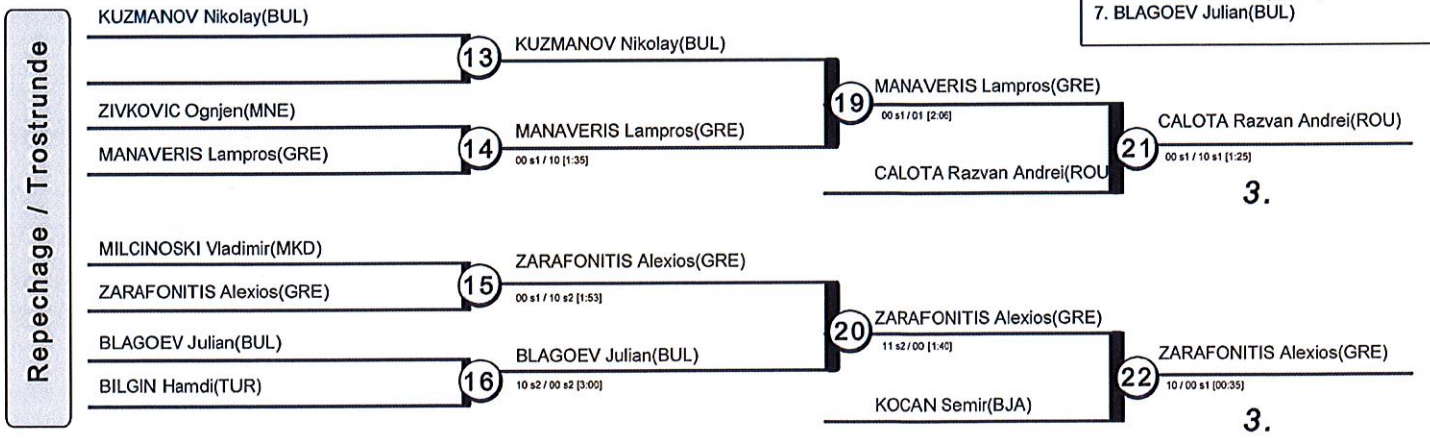 Repechage / Trostrunde
7. BLAGOEV Julian(BUL)
KUZMANOV Nikolay(BUL)
13
KUZMANOV Nikolay(BUL)
ZIVKOVIC Ognjen(MNE)
MANAVERIS Lampros(GRE)
14
MANAVERIS Lampros(GRE)
00 s1 / 10 [1:35]
19
MANAVERIS Lampros(GRE)
00 s1 / 01 [2:06]
CALOTA Razvan Andrei(ROU
21
CALOTA Razvan Andrei(ROU)
00 s1 / 10 s1 [1:25]
3.
MILCINOSKI Vladimir(MKD)
ZARAFONITIS Alexios(GRE)
15
ZARAFONITIS Alexios(GRE)
00 s1 / 10 s2 [1:53]
BLAGOEV Julian(BUL)
BILGIN Hamdi(TUR)
16
BLAGOEV Julian(BUL)
10 s2 / 00 s2 [3:00]
20
ZARAFONITIS Alexios(GRE)
11 s2 / 00 [1:40]
KOCAN Semir(BJA)
22
ZARAFONITIS Alexios(GRE)
10 / 00 s1 [00:35]
3.